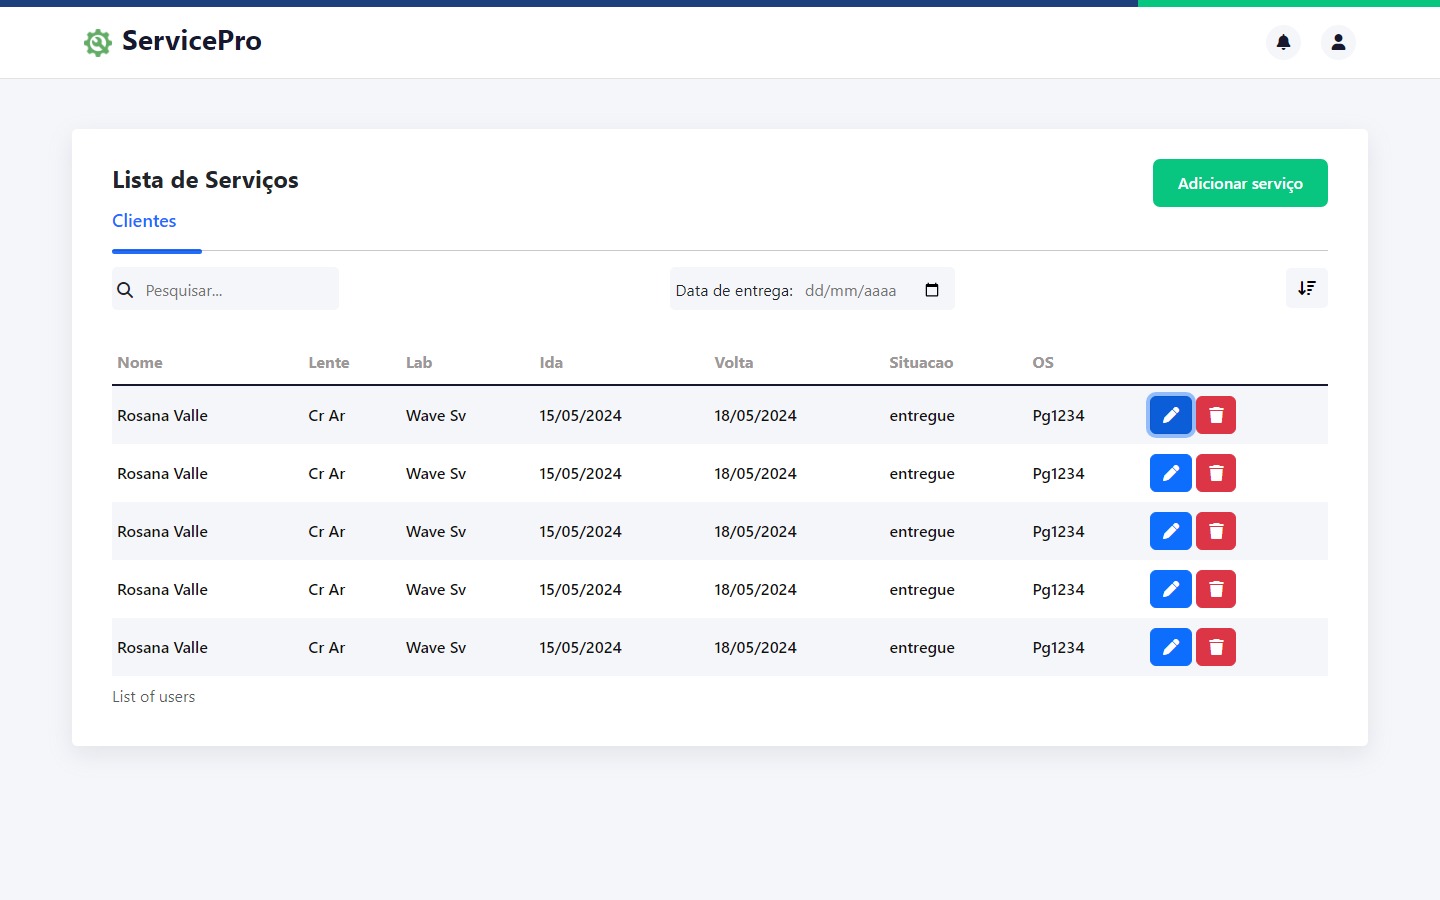 ServicePro
Lista de Serviços
Adicionar serviço
Clientes
Pesquisar...
Data de entrega: dd/mm/aaaa
Nome Lente Lab Ida Volta Situacao OS
Rosana Valle Cr Ar Wave Sv 15/05/2024 18/05/2024 entregue Pg1234
Rosana Valle Cr Ar Wave Sv 15/05/2024 18/05/2024 entregue Pg1234
Rosana Valle Cr Ar Wave Sv 15/05/2024 18/05/2024 entregue Pg1234
Rosana Valle Cr Ar Wave Sv 15/05/2024 18/05/2024 entregue Pg1234
Rosana Valle Cr Ar Wave Sv 15/05/2024 18/05/2024 entregue Pg1234
List of users